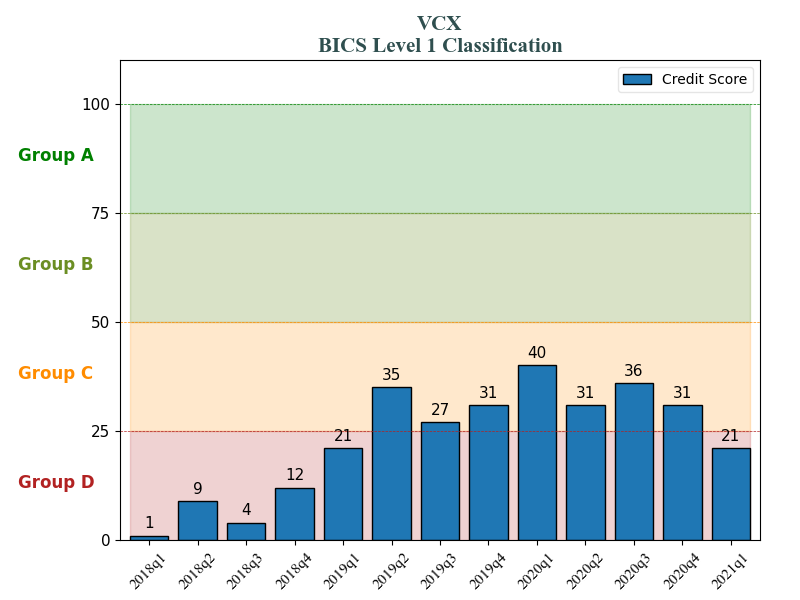 VCX
BICS Level 1 Classification
Credit Score
100
Group A
75
Group B
50
Group C
25
Group D
0
1
9
4
12
21
35
27
31
40
31
36
31
21
2018q1
2018q2
2018q3
2018q4
2019q1
2019q2
2019q3
2019q4
2020q1
2020q2
2020q3
2020q4
2021q1